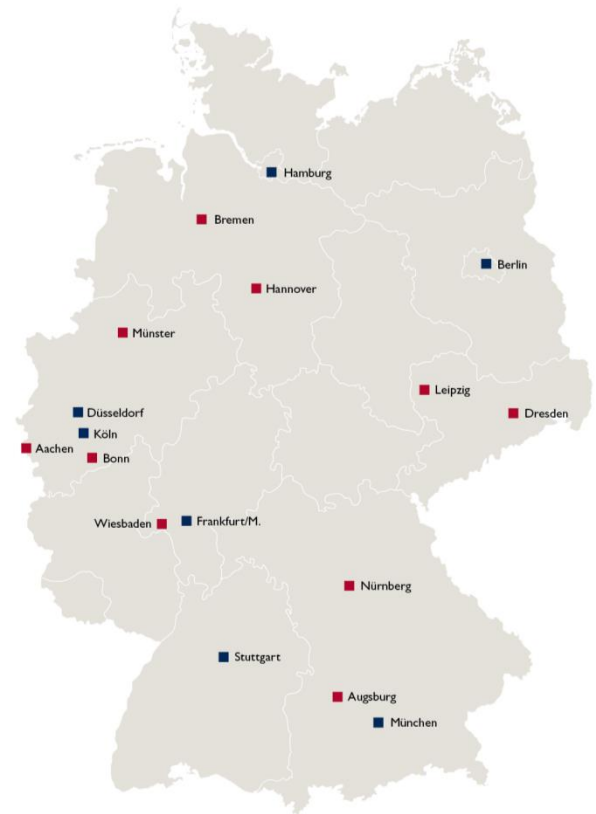 Hamburg
Bremen
Berlin
Hannover
Münster
Leipzig
Düsseldorf
Dresden
Köln
Aachen
Bonn
Wiesbaden
Frankfurt/M.
Nürnberg
Stuttgart
Augsburg
München